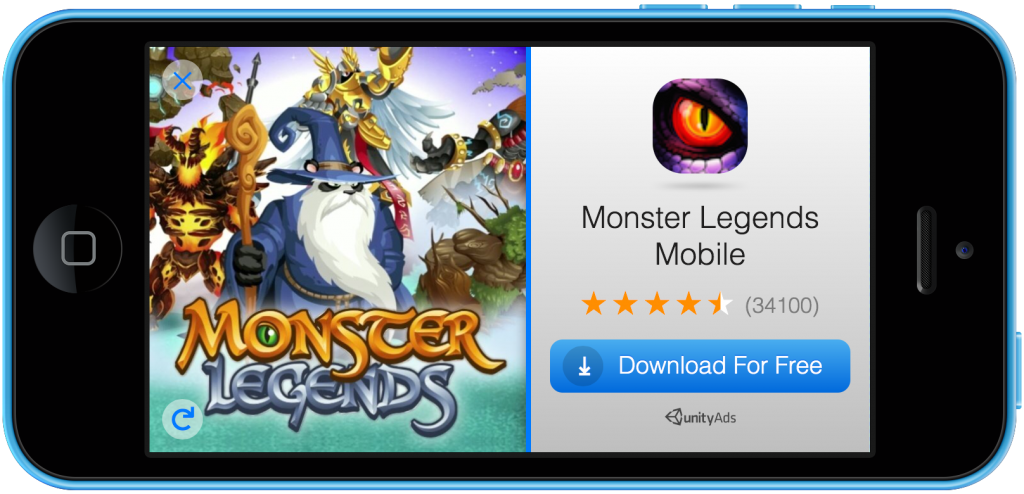 MONSTER
LEGENDS
Monster Legends
Mobile
(34100)
Download For Free
unityAds